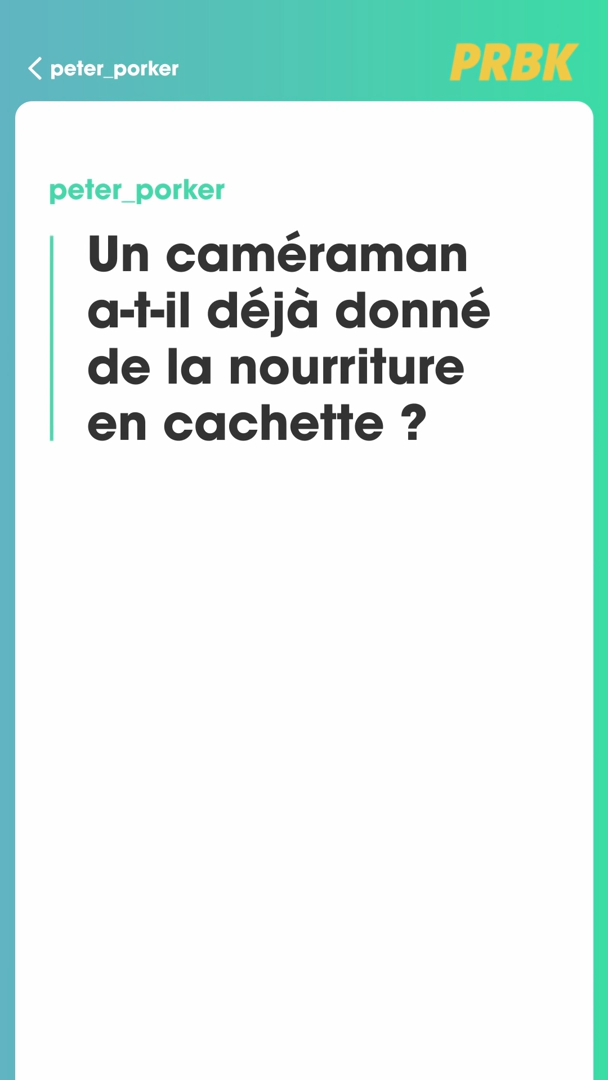 peter_porker
PRBK
peter_porker
Un caméraman
a-t-il déjà donné
de la nourriture
en cachette ?